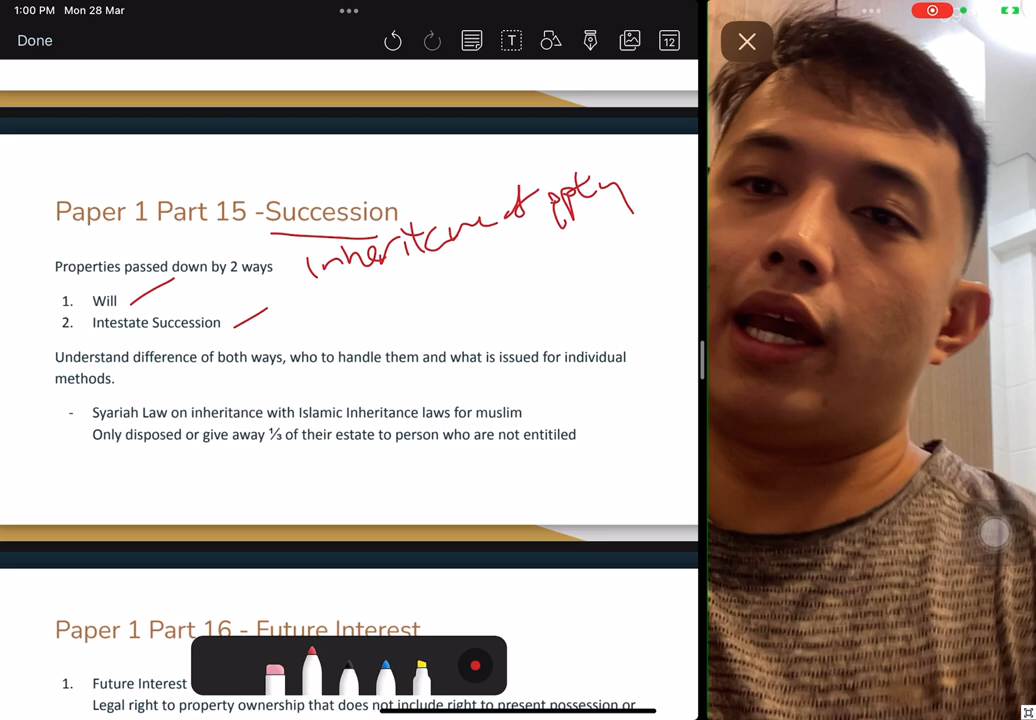 1:00 PM Mon 28 Mar
Done
12
Paper 1 Part 15 -Succession
Inheritance of ppty
Properties passed down by 2 ways
1. Will
2. Intestate Succession
Understand difference of both ways, who to handle them and what is issued for individual
methods.
- Syariah Law on inheritance with Islamic Inheritance laws for muslim
Only disposed or give away ⅓ of their estate to person who are not entitiled
Paper 1 Part 16 - Future Interest
1. Future Interest
Legal right to property ownership that does not include right to present possession or